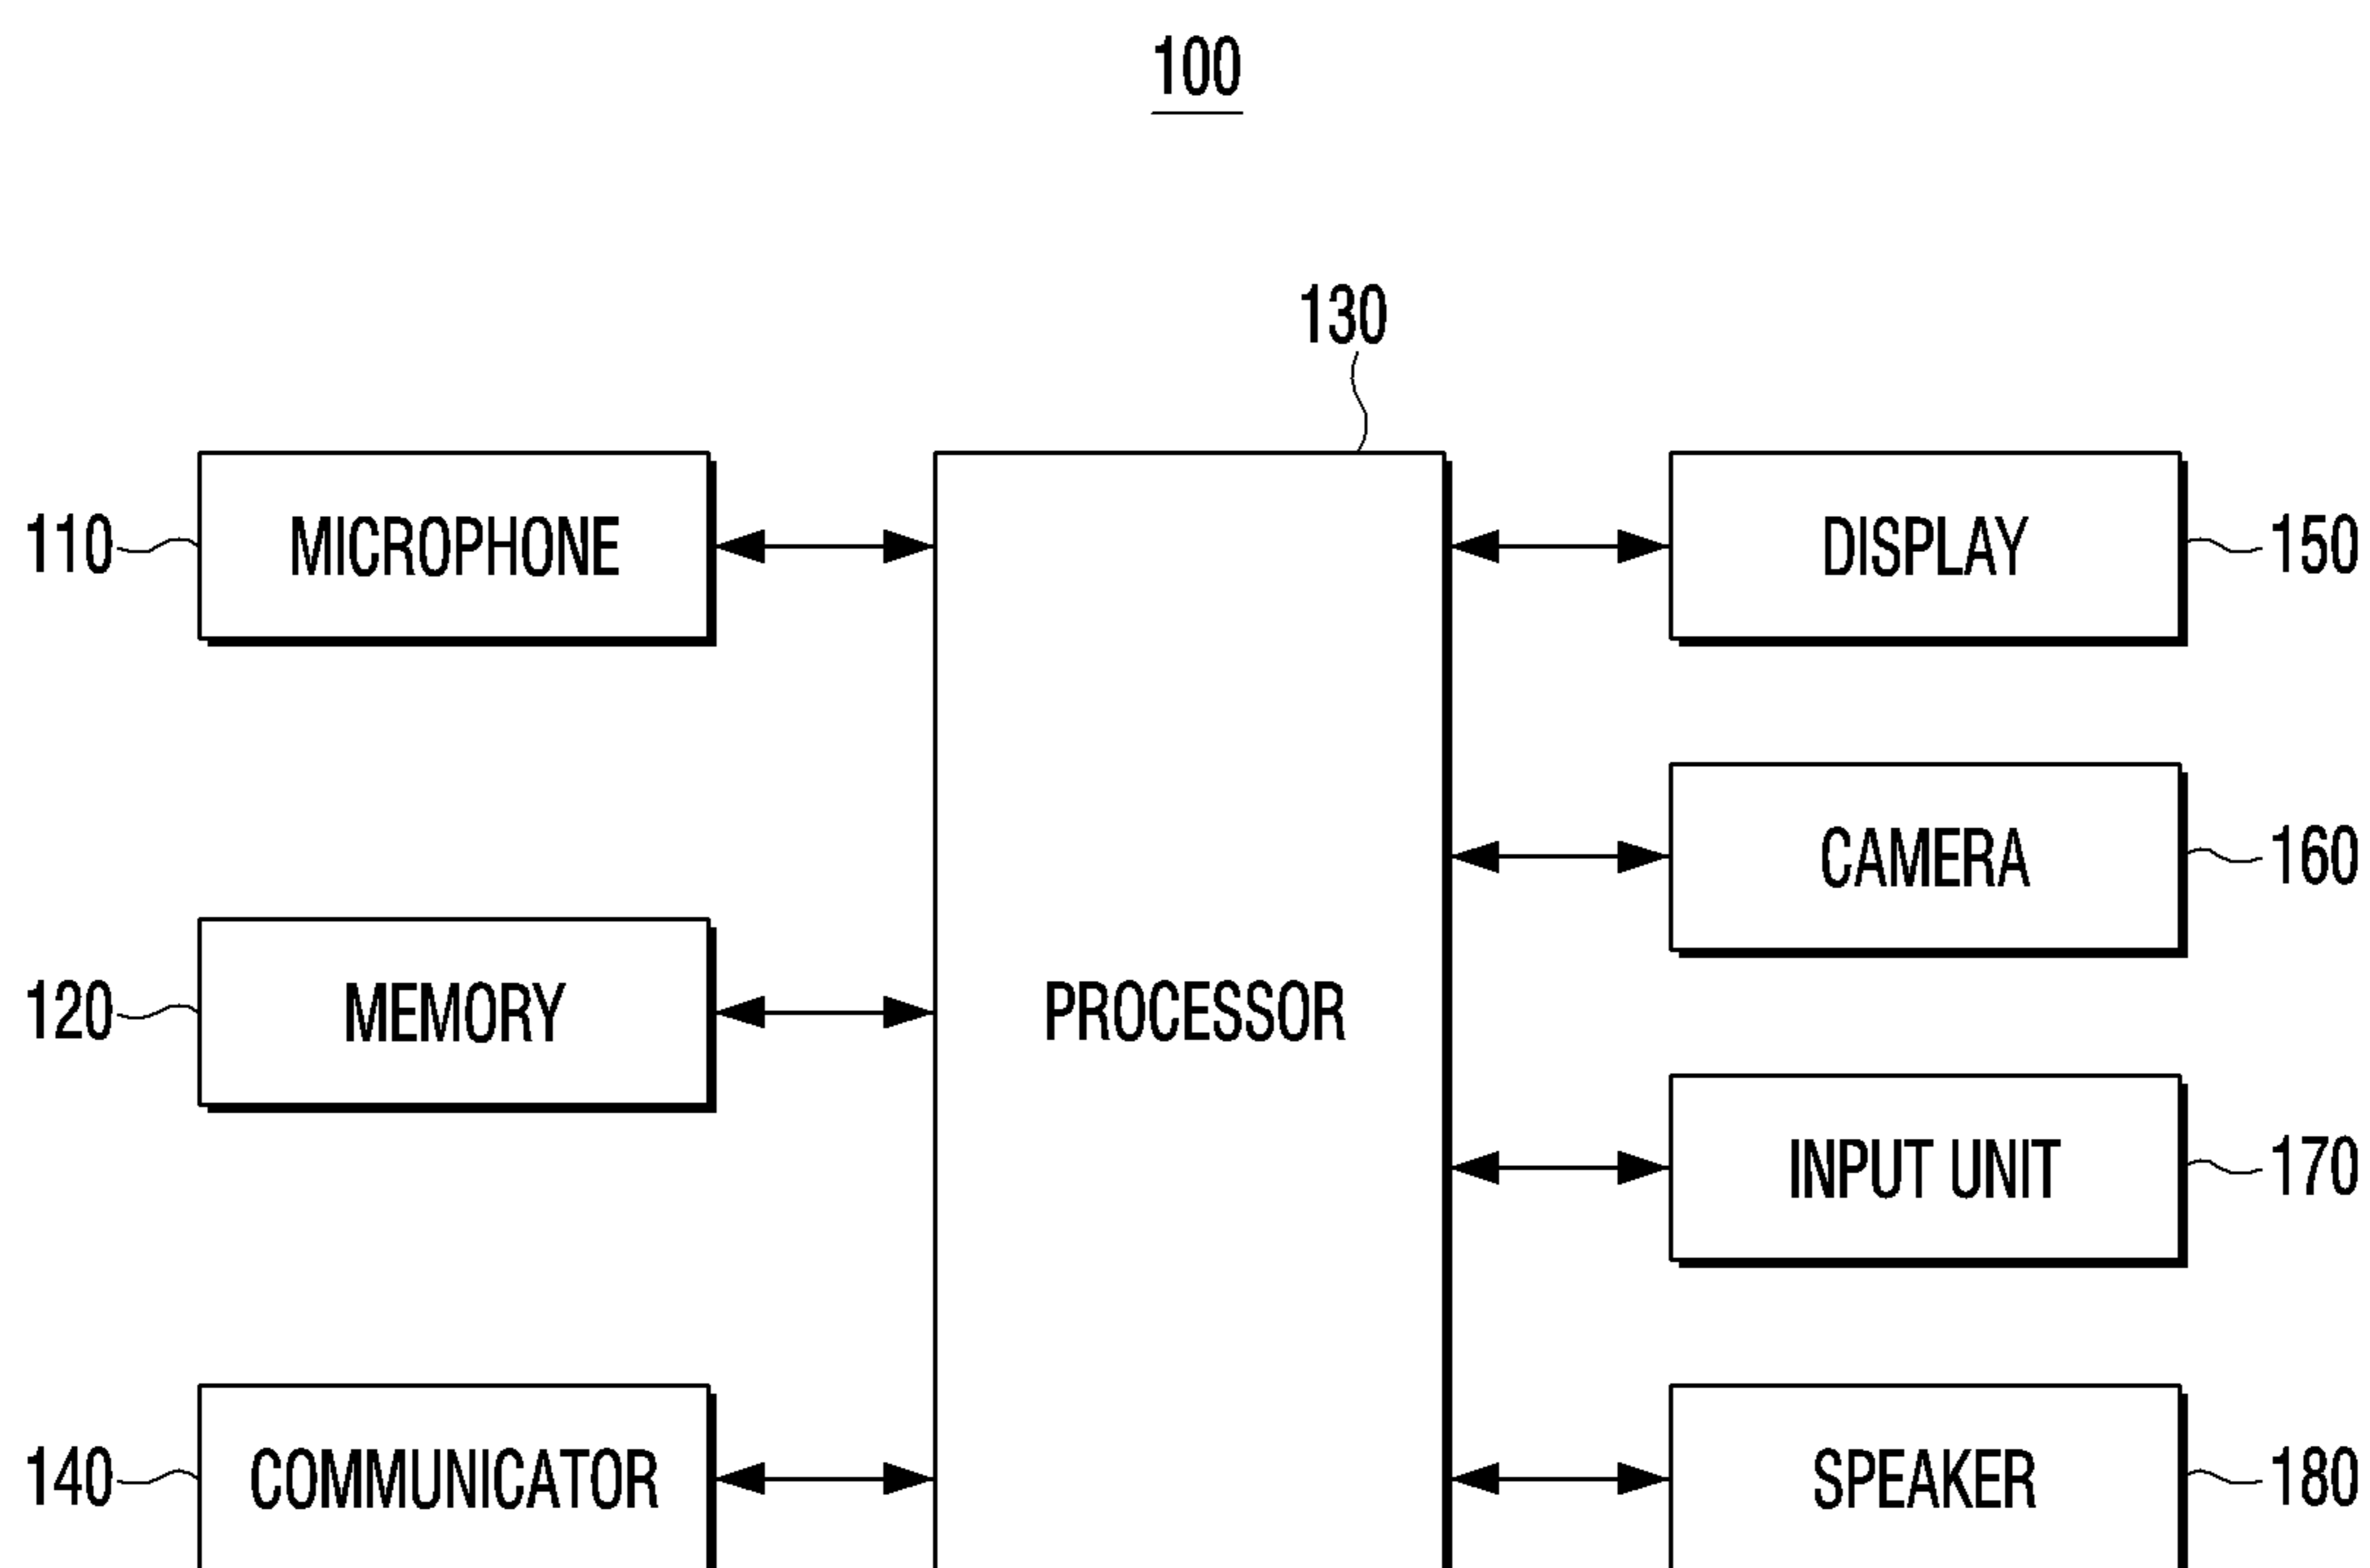 100
130
110 MICROPHONE
DISPLAY 150
CAMERA 160
120 MEMORY
PROCESSOR
INPUT UNIT 170
140 COMMUNICATOR
SPEAKER 180